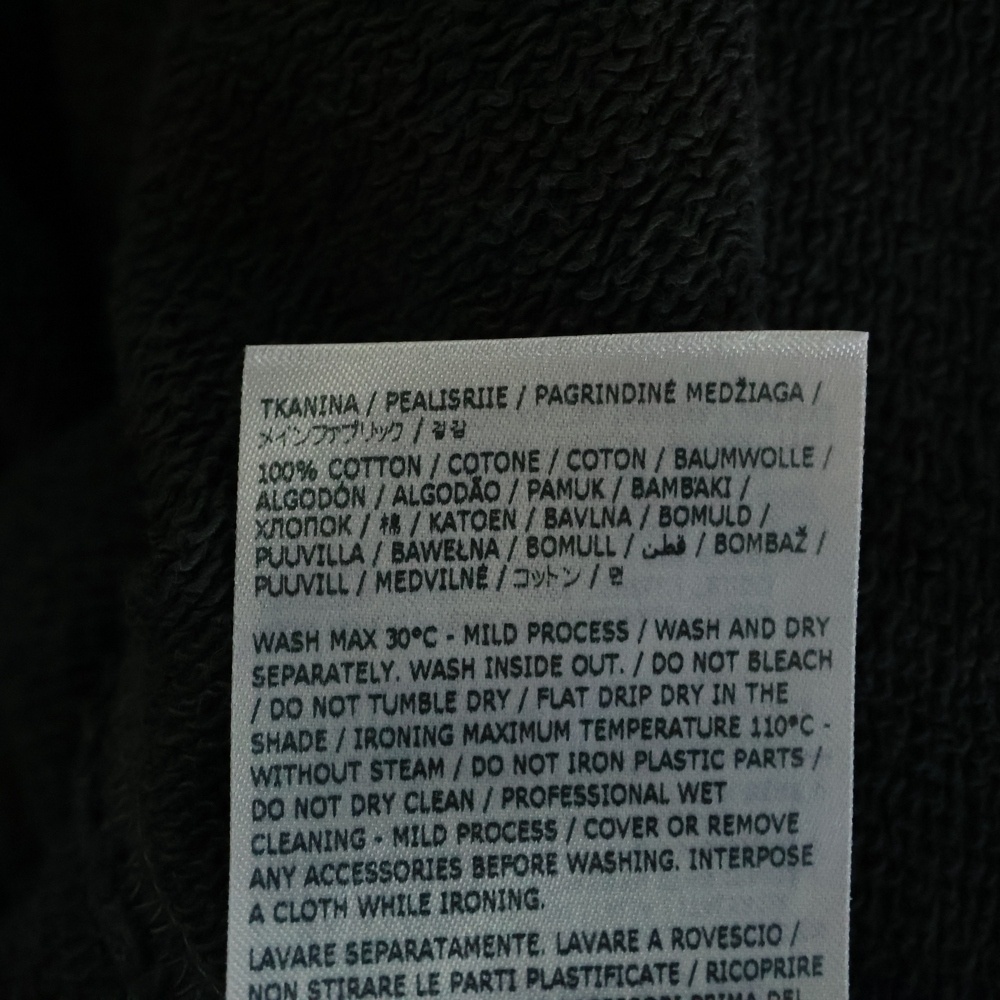 TKANINA / PEALISRIIE / PAGRINDINĖ MEDŽIAGA /
メインファブリック / 겉감
100% COTTON / COTONE / COTON / BAUMWOLLE /
ALGODÓN / ALGODÃO / PAMUK / ΒΑΜΒΆΚΙ /
ХЛОПОК / 棉 / KATOEN / BAVLNA / BOMULD /
PUUVILLA / BAWEŁNA / BOMULL / قطن / BOMBAŽ /
PUUVILL / MEDVILNĖ / コットン / 면
WASH MAX 30°C - MILD PROCESS / WASH AND DRY
SEPARATELY. WASH INSIDE OUT. / DO NOT BLEACH
/ DO NOT TUMBLE DRY / FLAT DRIP DRY IN THE
SHADE / IRONING MAXIMUM TEMPERATURE 110°C -
WITHOUT STEAM / DO NOT IRON PLASTIC PARTS /
DO NOT DRY CLEAN / PROFESSIONAL WET
CLEANING - MILD PROCESS / COVER OR REMOVE
ANY ACCESSORIES BEFORE WASHING. INTERPOSE
A CLOTH WHILE IRONING.
LAVARE SEPARATAMENTE. LAVARE A ROVESCIO /
NON STIRARE LE PARTI PLASTIFICATE / RICOPRIRE
PRIMA DEL